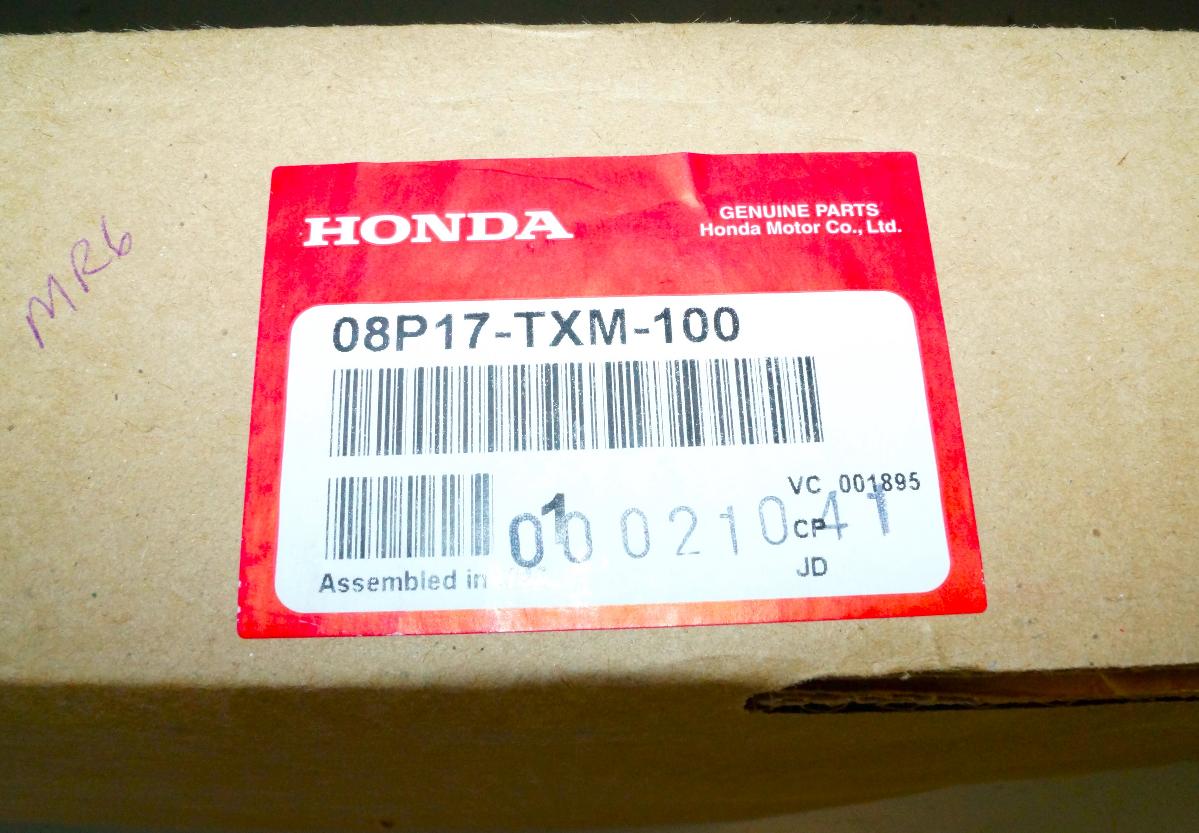 MR6
HONDA
GENUINE PARTS
Honda Motor Co., Ltd.
08P17-TXM-100
1
VC 001895
00021041
CP
JD
Assembled in